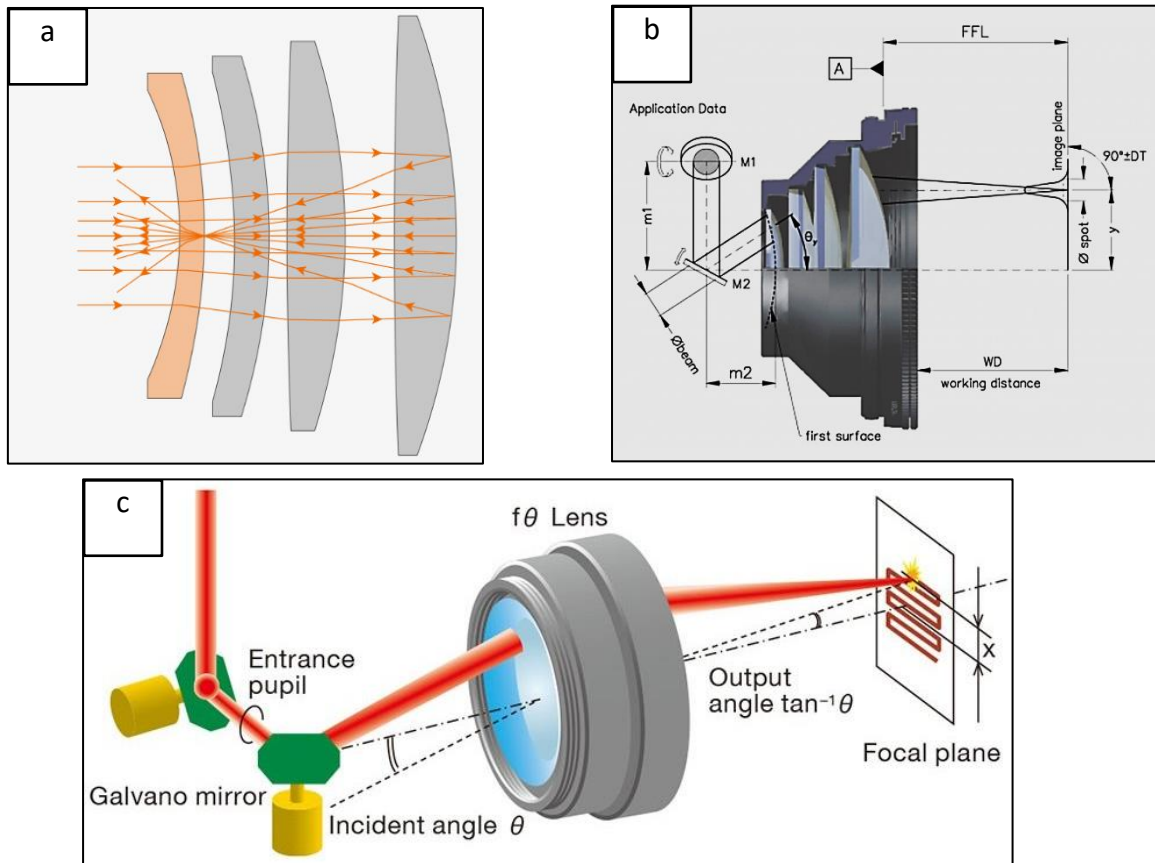 a
b
FFL
A
Application Data
M1
m1
M2
θy
Øbeam
m2
first surface
image plane
90°±DT
Ø spot
y
WD
working distance
c
fθ Lens
Entrance
pupil
Galvano mirror
Incident angle θ
Output
angle tan⁻¹θ
X
Focal plane